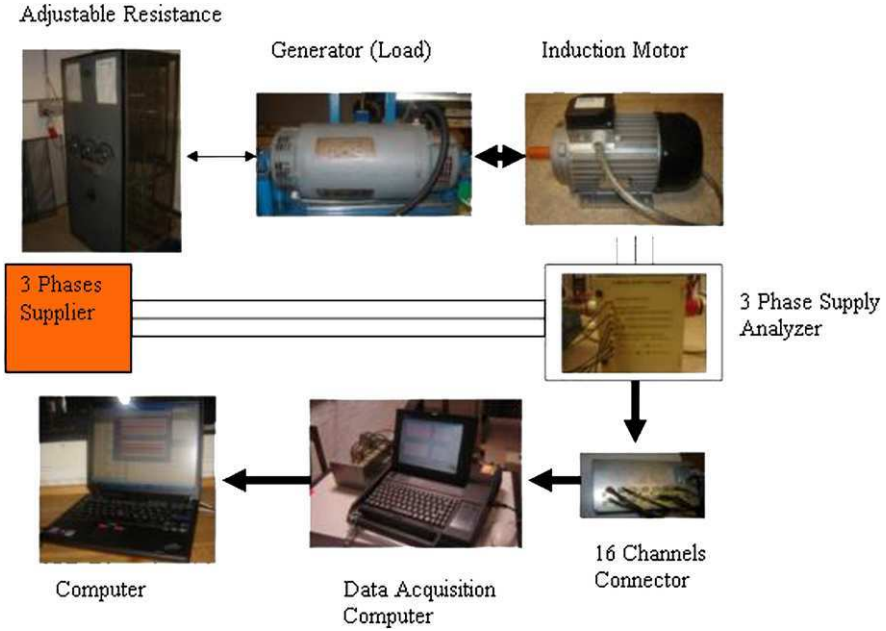 Adjustable Resistance
Generator (Load)
Induction Motor
3 Phases
Supplier
3 Phase Supply
Analyzer
16 Channels
Connector
Data Acquisition
Computer
Computer